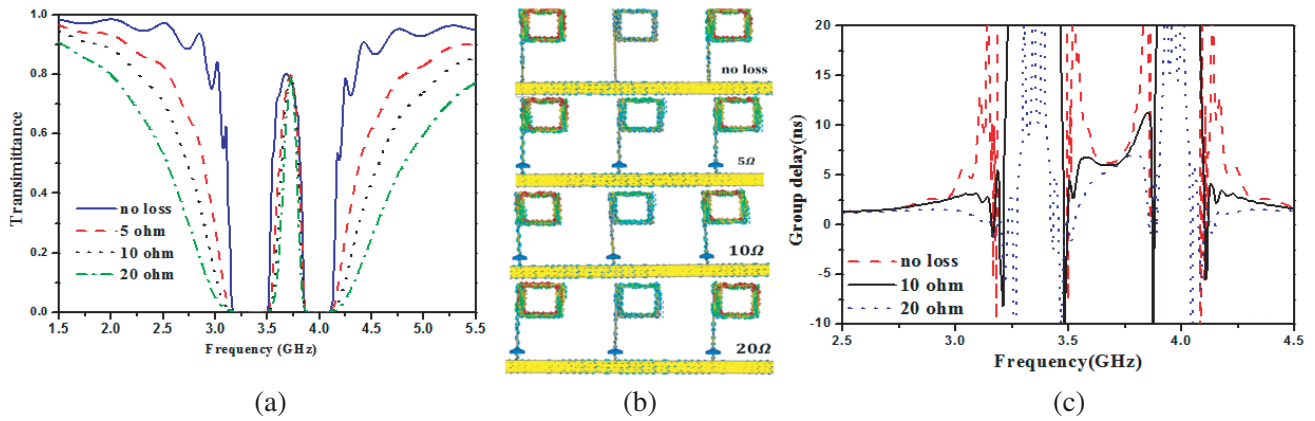 Transmittance
1.0
0.8
0.6
0.4
0.2
0.0
no loss
5 ohm
10 ohm
20 ohm
1.5 2.0 2.5 3.0 3.5 4.0 4.5 5.0 5.5
Frequency (GHz)
(a)
no loss
5Ω
10Ω
20Ω
(b)
Group delay(ns)
20
15
10
5
0
-5
-10
no loss
10 ohm
20 ohm
2.5 3.0 3.5 4.0 4.5
Frequency(GHz)
(c)